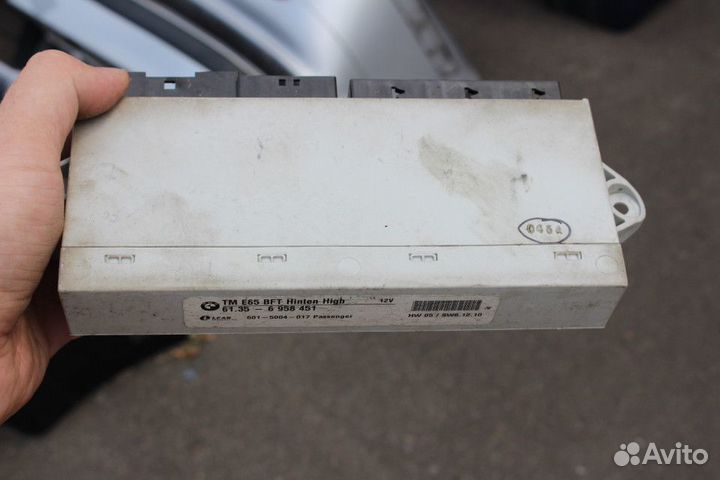 0454
TM E65 BFT Hinten High 12V
61.35 - 6 958 451
LEAR 601-5004-017 Passenger
HW 05 / SW6.12.10
Avito